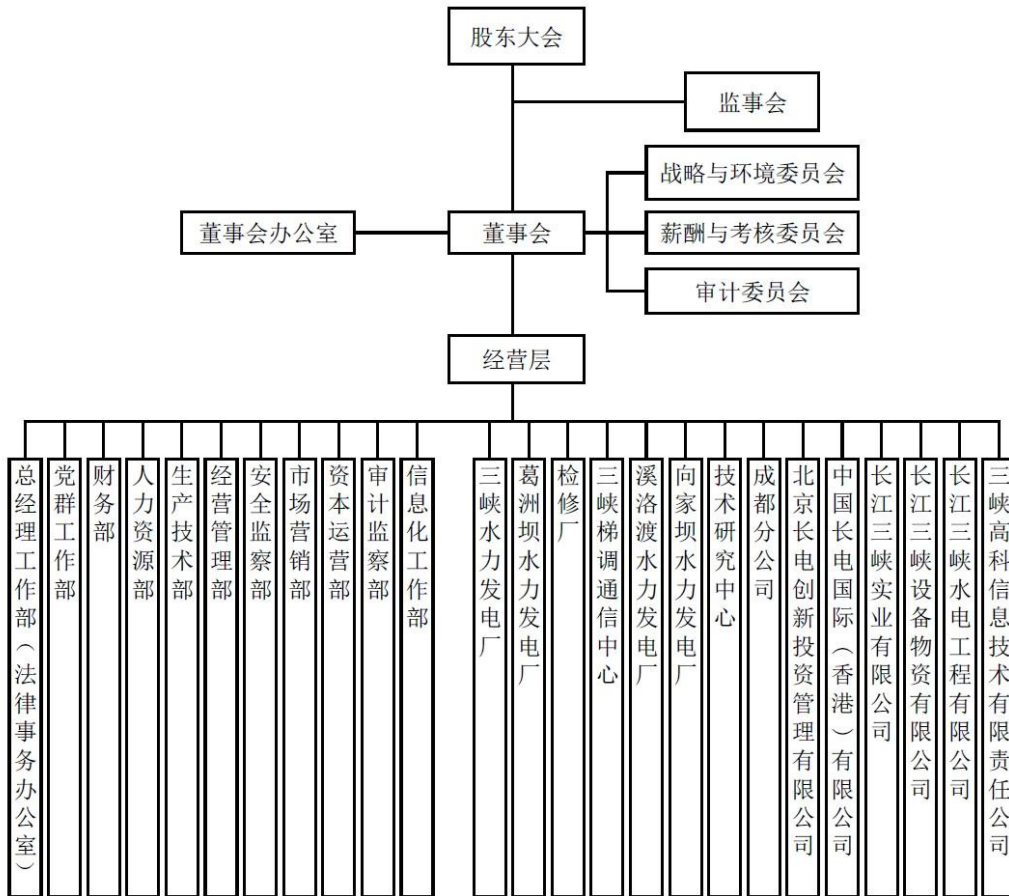 股东大会
监事会
战略与环境委员会
董事会办公室
董事会
薪酬与考核委员会
审计委员会
经营层
总经理工作部（法律事务办公室）
党群工作部
财务部
人力资源部
生产技术部
经营管理部
安全监察部
市场营销部
资本运营部
审计监察部
信息化工作部
三峡水力发电厂
葛洲坝水力发电厂
检修厂
三峡梯调通信中心
溪洛渡水力发电厂
向家坝水力发电厂
技术研究中心
成都分公司
北京长电创新投资管理有限公司
中国长电国际（香港）有限公司
长江三峡实业有限公司
长江三峡设备物资有限公司
长江三峡水电工程有限公司
三峡高科信息技术有限责任公司